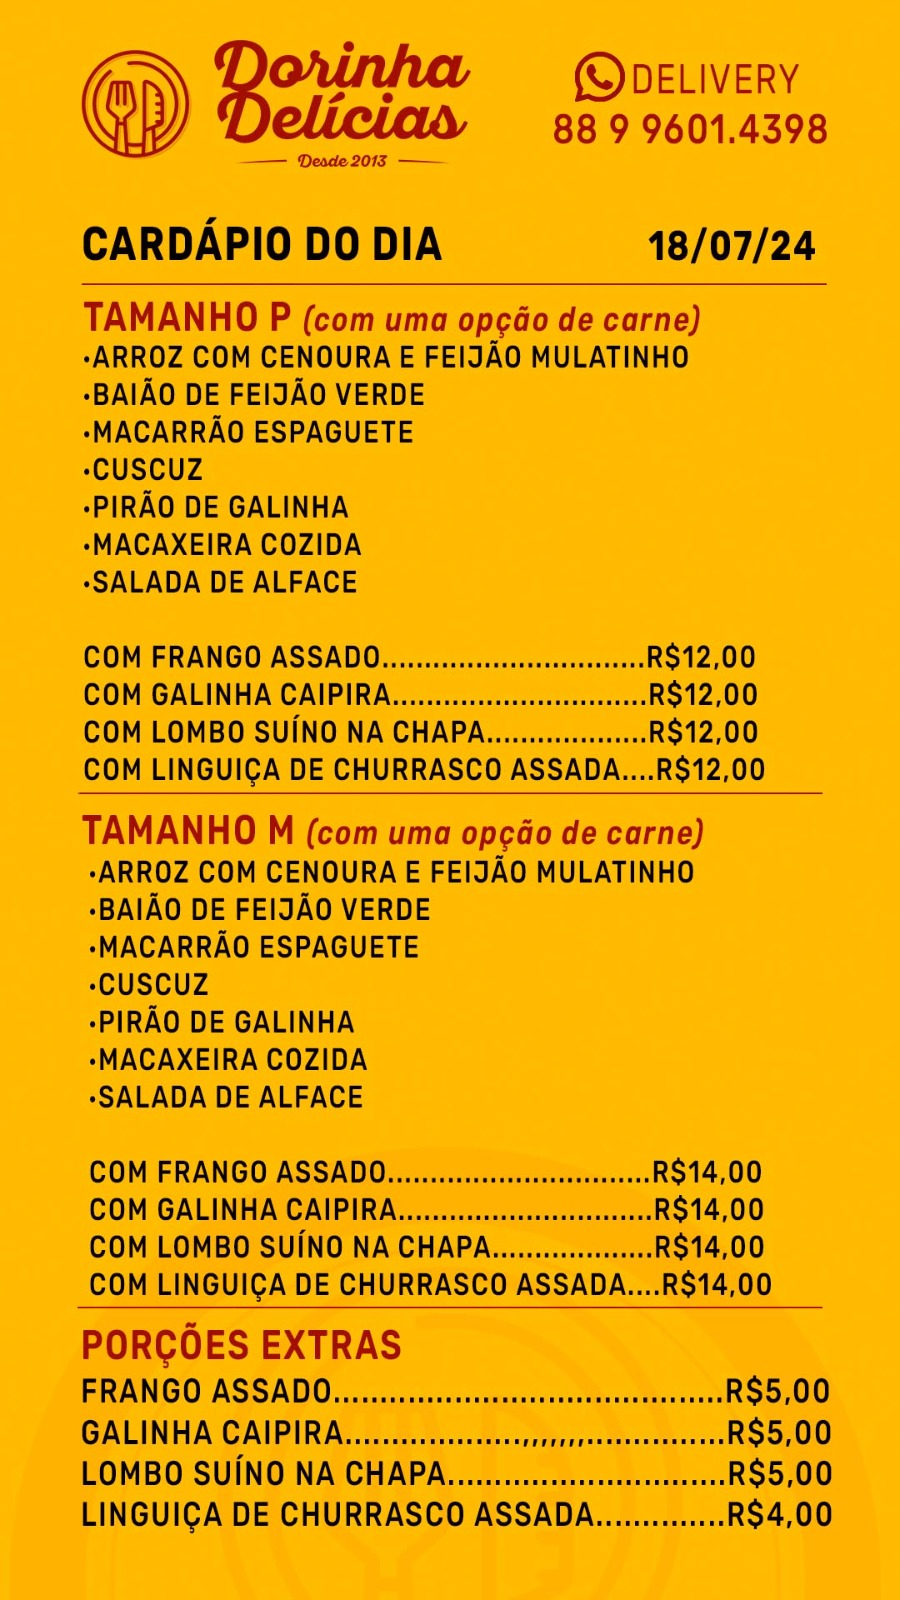 Dorinha
Delícias
Desde 2013
DELIVERY
88 9 9601.4398
CARDÁPIO DO DIA 18/07/24
TAMANHO P (com uma opção de carne)
•ARROZ COM CENOURA E FEIJÃO MULATINHO
•BAIÃO DE FEIJÃO VERDE
•MACARRÃO ESPAGUETE
•CUSCUZ
•PIRÃO DE GALINHA
•MACAXEIRA COZIDA
•SALADA DE ALFACE
COM FRANGO ASSADO...............................R$12,00
COM GALINHA CAIPIRA..............................R$12,00
COM LOMBO SUÍNO NA CHAPA...................R$12,00
COM LINGUIÇA DE CHURRASCO ASSADA....R$12,00
TAMANHO M (com uma opção de carne)
•ARROZ COM CENOURA E FEIJÃO MULATINHO
•BAIÃO DE FEIJÃO VERDE
•MACARRÃO ESPAGUETE
•CUSCUZ
•PIRÃO DE GALINHA
•MACAXEIRA COZIDA
•SALADA DE ALFACE
COM FRANGO ASSADO...............................R$14,00
COM GALINHA CAIPIRA..............................R$14,00
COM LOMBO SUÍNO NA CHAPA...................R$14,00
COM LINGUIÇA DE CHURRASCO ASSADA....R$14,00
PORÇÕES EXTRAS
FRANGO ASSADO..........................................R$5,00
GALINHA CAIPIRA...................,,,,,,,...............R$5,00
LOMBO SUÍNO NA CHAPA..............................R$5,00
LINGUIÇA DE CHURRASCO ASSADA..............R$4,00